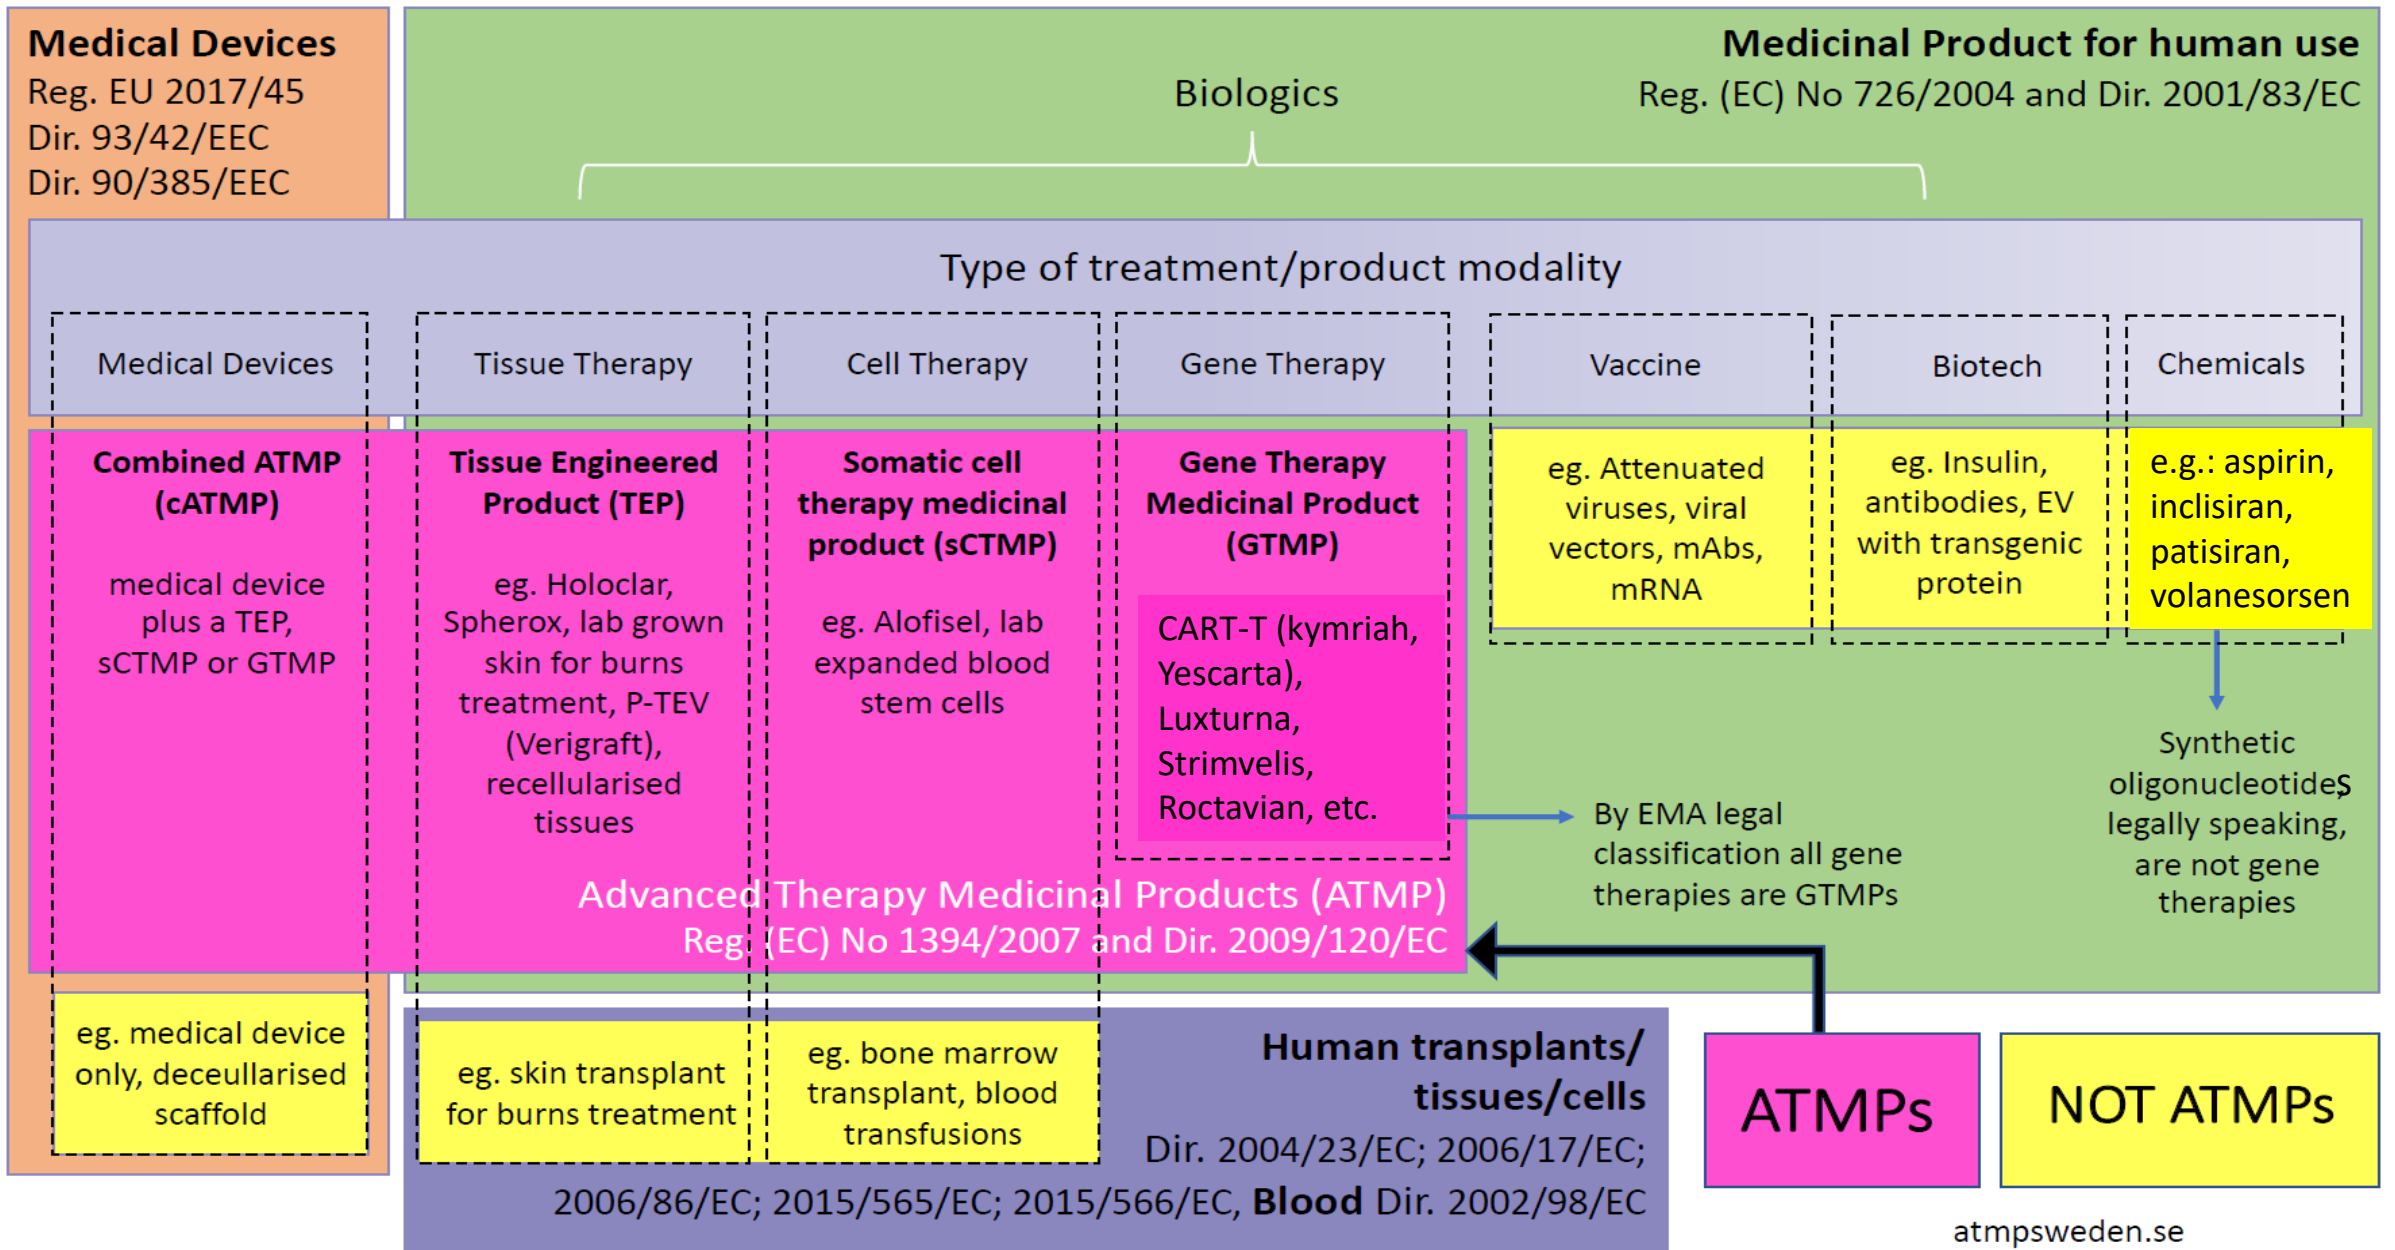 Medical Devices
Reg. EU 2017/45
Dir. 93/42/EEC
Dir. 90/385/EEC
Biologics
Medicinal Product for human use
Reg. (EC) No 726/2004 and Dir. 2001/83/EC
Type of treatment/product modality
Medical Devices
Tissue Therapy
Cell Therapy
Gene Therapy
Vaccine
Biotech
Chemicals
Combined ATMP
(cATMP)
medical device
plus a TEP,
sCTMP or GTMP
Tissue Engineered
Product (TEP)
eg. Holoclar,
Spherox, lab grown
skin for burns
treatment, P-TEV
(Verigraft),
recellularised
tissues
Somatic cell
therapy medicinal
product (sCTMP)
eg. Alofisel, lab
expanded blood
stem cells
Gene Therapy
Medicinal Product
(GTMP)
CART-T (kymriah,
Yescarta),
Luxturna,
Strimvelis,
Roctavian, etc.
eg. Attenuated
viruses, viral
vectors, mAbs,
mRNA
eg. Insulin,
antibodies, EV
with transgenic
protein
e.g.: aspirin,
inclisiran,
patisiran,
volanesorsen
By EMA legal
classification all gene
therapies are GTMPs
Synthetic
oligonucleotides,
legally speaking,
are not gene
therapies
Advanced Therapy Medicinal Products (ATMP)
Reg. (EC) No 1394/2007 and Dir. 2009/120/EC
eg. medical device
only, deceullarised
scaffold
eg. skin transplant
for burns treatment
eg. bone marrow
transplant, blood
transfusions
Human transplants/
tissues/cells
Dir. 2004/23/EC; 2006/17/EC;
2006/86/EC; 2015/565/EC; 2015/566/EC, Blood Dir. 2002/98/EC
ATMPs
NOT ATMPs
atmpsweden.se